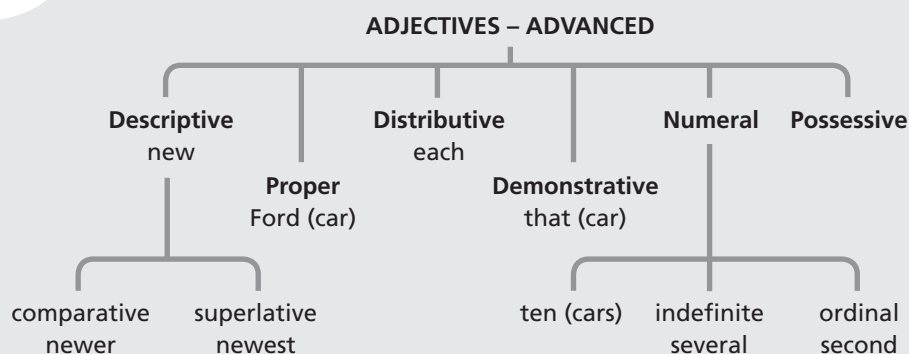 ADJECTIVES – ADVANCED
Descriptive
new
Distributive
each
Numeral
Possessive
Proper
Ford (car)
Demonstrative
that (car)
comparative
newer
superlative
newest
ten (cars)
indefinite
several
ordinal
second